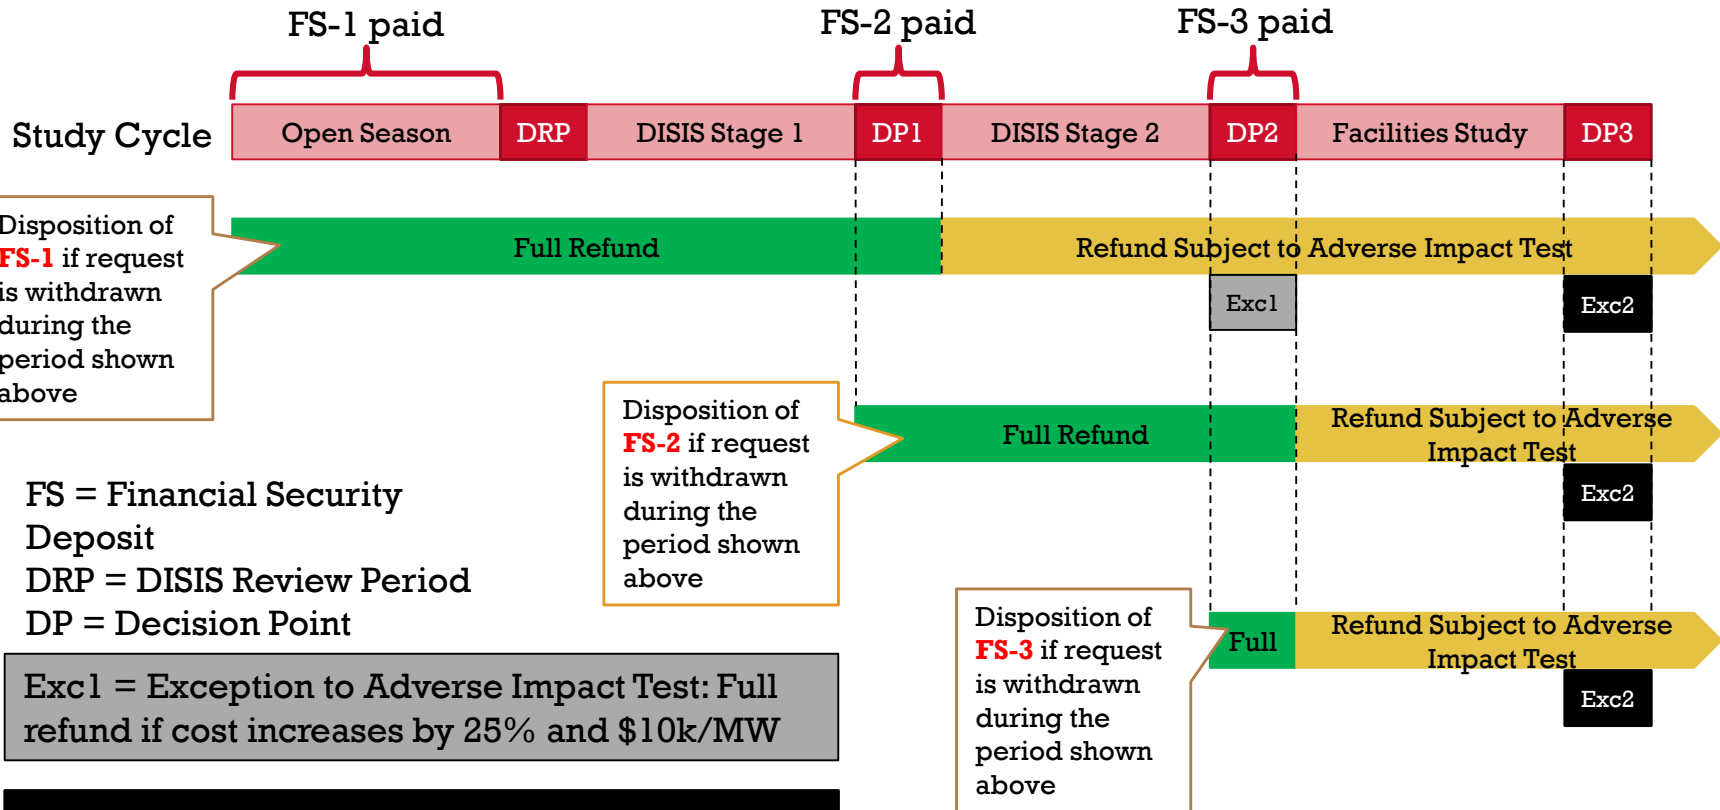 FS-1 paid
FS-2 paid
FS-3 paid
Study Cycle
Open Season
DRP
DISIS Stage 1
DP1
DISIS Stage 2
DP2
Facilities Study
DP3
Disposition of
FS-1 if request
is withdrawn
during the
period shown
above
Full Refund
Refund Subject to Adverse Impact Test
Exc1
Exc2
Disposition of
FS-2 if request
is withdrawn
during the
period shown
above
Full Refund
Refund Subject to Adverse
Impact Test
Exc2
FS = Financial Security
Deposit
DRP = DISIS Review Period
DP = Decision Point
Disposition of
FS-3 if request
is withdrawn
during the
period shown
above
Full
Refund Subject to Adverse
Impact Test
Exc2
Exc1 = Exception to Adverse Impact Test: Full
refund if cost increases by 25% and $10k/MW